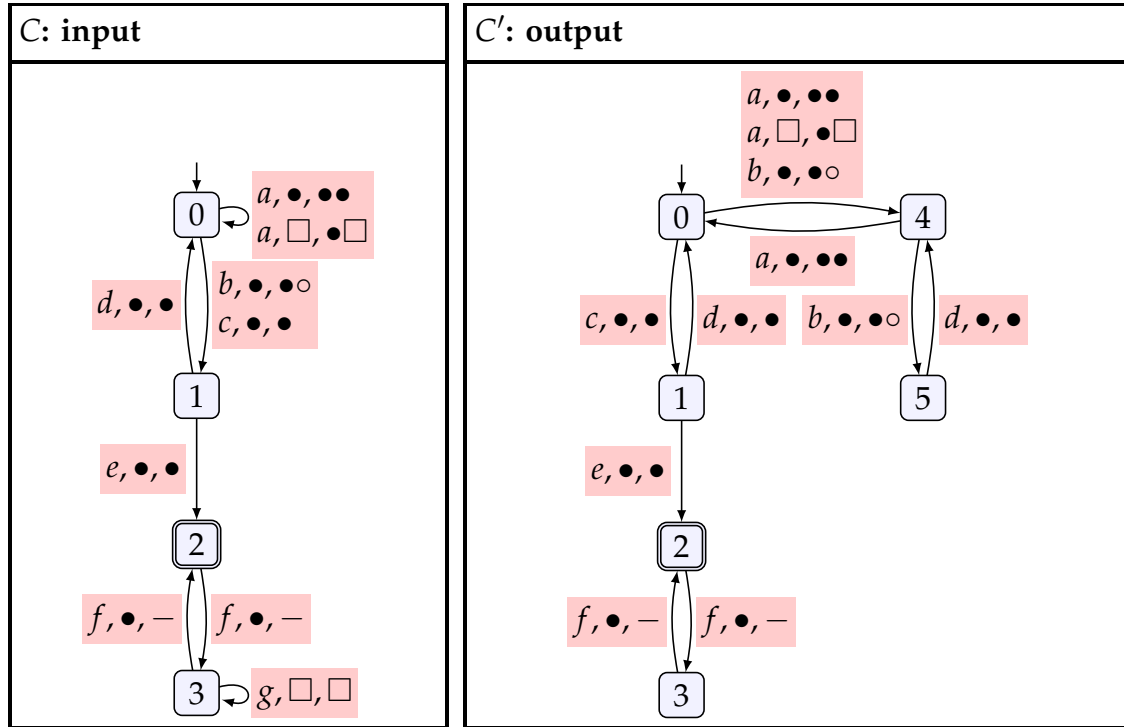 C: input
0
a, ●, ●●
a, □, ●□
d, ●, ●
b, ●, ●○
c, ●, ●
1
e, ●, ●
2
f, ●, −
f, ●, −
3
g, □, □
C′: output
a, ●, ●●
a, □, ●□
b, ●, ●○
0
4
a, ●, ●●
c, ●, ●
d, ●, ●
b, ●, ●○
d, ●, ●
1
5
e, ●, ●
2
f, ●, −
f, ●, −
3